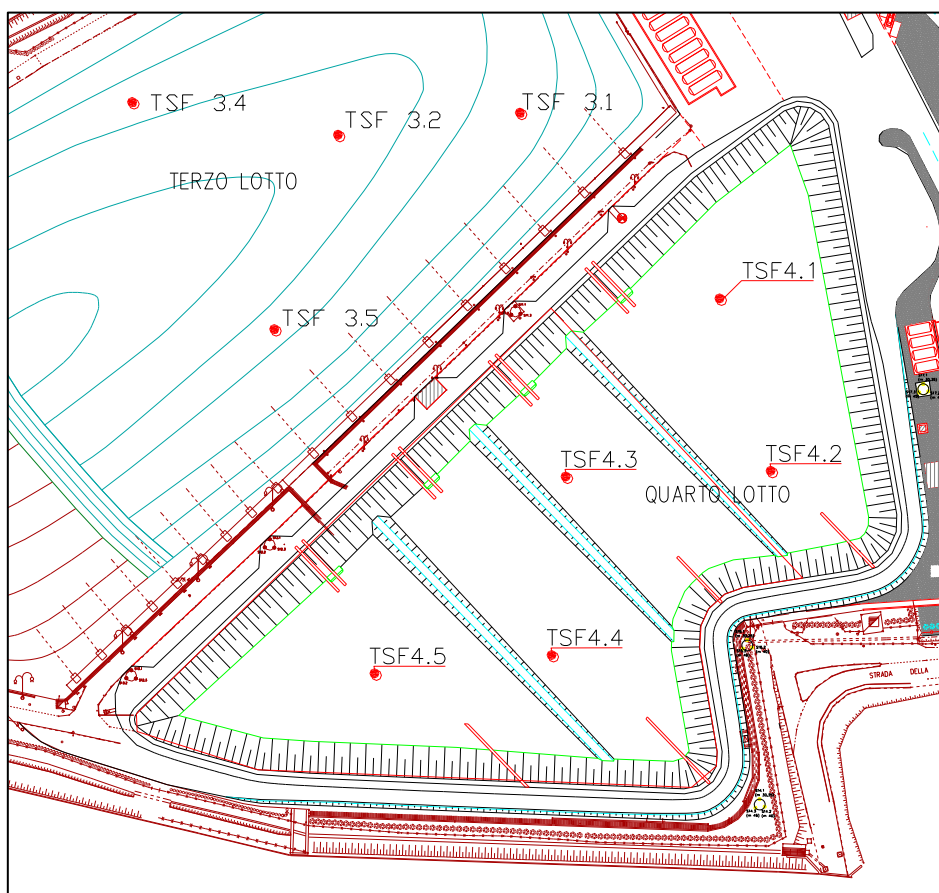 TSF 3.4
TSF 3.2
TSF 3.1
TERZO LOTTO
TSF4.1
TSF 3.5
TSF4.3
TSF4.2
QUARTO LOTTO
TSF4.4
TSF4.5
STRADA DELLA